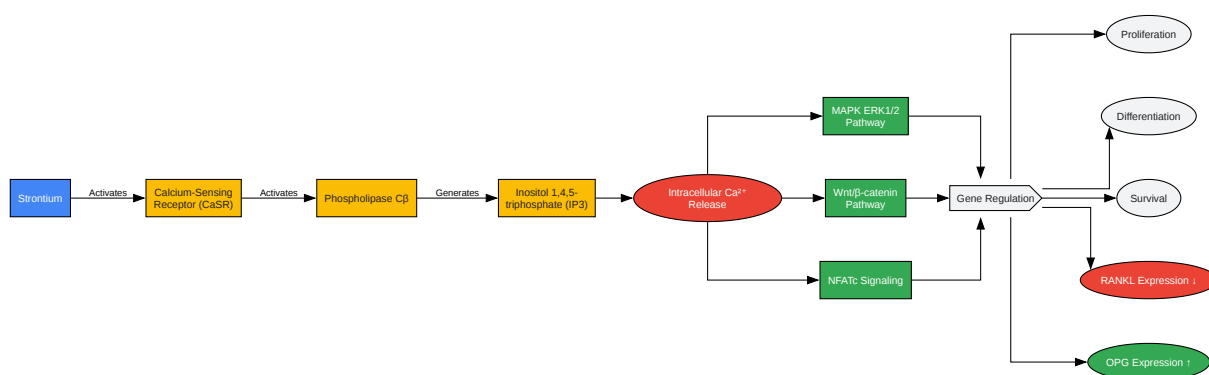 Strontium
Activates
Calcium-Sensing
Receptor (CaSR)
Activates
Phospholipase Cβ
Generates
Inositol 1,4,5-
triphosphate (IP3)
Intracellular Ca²⁺
Release
MAPK ERK1/2
Pathway
Wnt/β-catenin
Pathway
NFATc Signaling
Gene Regulation
Proliferation
Differentiation
Survival
RANKL Expression ↓
OPG Expression ↑